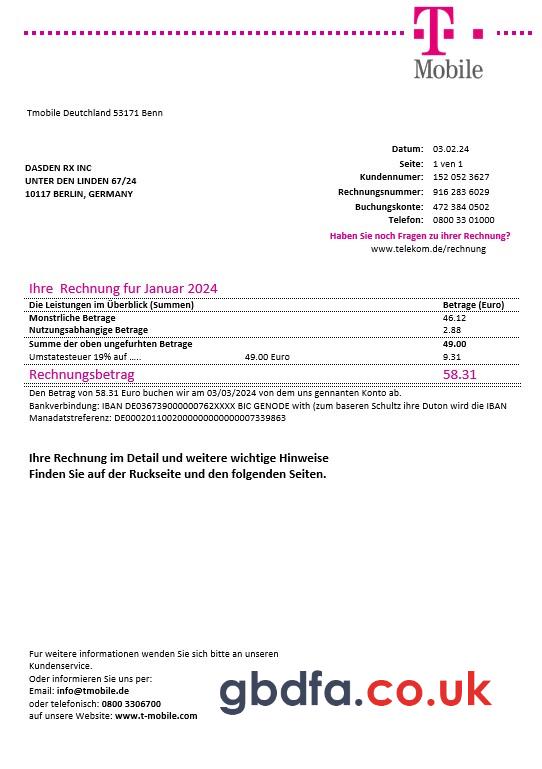 T
Mobile
Tmobile Deutchland 53171 Benn
Datum: 03.02.24
Seite: 1 ven 1
DASDEN RX INC
UNTER DEN LINDEN 67/24
10117 BERLIN, GERMANY
Kundennumer: 152 052 3627
Rechnungsnumer: 916 283 6029
Buchungskonte: 472 384 0502
Telefon: 0800 33 01000
Haben Sie noch Fragen zu ihrer Rechnung?
www.telekom.de/rechnung
Ihre Rechnung fur Januar 2024
Die Leistungen im Überblick (Summen) Betrage (Euro)
Monstrliche Betrage 46.12
Nutzungsabhangige Betrage 2.88
Summe der oben ungefurhten Betrage 49.00
Umstatesteuer 19% auf ..... 49.00 Euro 9.31
Rechnungsbetrag 58.31
Den Betrag von 58.31 Euro buchen wir am 03/03/2024 von dem uns gennanten Konto ab.
Bankverbindung: IBAN DE036739000000762XXXX BIC GENODE with (zum baseren Schultz ihre Duton wird die IBAN
Manadatstreferenz: DE00020110020000000000000007339863
Ihre Rechnung im Detail und weitere wichtige Hinweise
Finden Sie auf der Ruckseite und den folgenden Seiten.
Fur weitere informationen wenden Sie sich bitte an unseren
Kundenservice.
Oder informieren Sie uns per:
Email: info@tmobile.de
oder telefonisch: 0800 3306700
auf unsere Website: www.t-mobile.com
gbdfa.co.uk